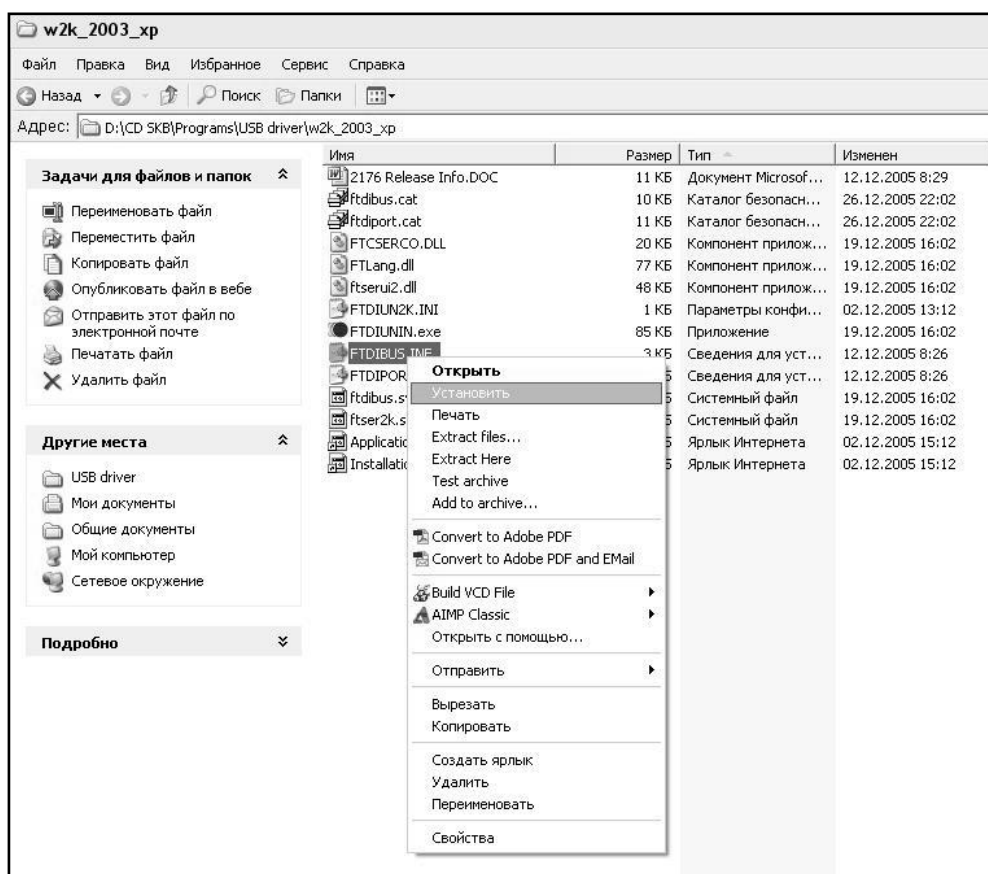 w2k_2003_xp
Файл Правка Вид Избранное Сервис Справка
Назад Поиск Папки
Адрес: D:\CD SKB\Programs\USB driver\w2k_2003_xp
Задачи для файлов и папок
Переименовать файл
Переместить файл
Копировать файл
Опубликовать файл в вебе
Отправить этот файл по
электронной почте
Печатать файл
Удалить файл
Другие места
USB driver
Мои документы
Общие документы
Мой компьютер
Сетевое окружение
Подробно
Имя Размер Тип Изменен
2176 Release Info.DOC 11 КБ Документ Microsof... 12.12.2005 8:29
ftdibus.cat 10 КБ Каталог безопасн... 26.12.2005 22:02
ftdiport.cat 11 КБ Каталог безопасн... 26.12.2005 22:02
FTCSERCO.DLL 20 КБ Компонент прилож... 19.12.2005 16:02
FTLang.dll 77 КБ Компонент прилож... 19.12.2005 16:02
ftserui2.dll 48 КБ Компонент прилож... 19.12.2005 16:02
FTDIUN2K.INI 1 КБ Параметры конфи... 02.12.2005 13:12
FTDIUNIN.exe 85 КБ Приложение 19.12.2005 16:02
FTDIBUS.INF 3 КБ Сведения для уст... 12.12.2005 8:26
FTDIPOR Сведения для уст... 12.12.2005 8:26
ftdibus.s Системный файл 19.12.2005 16:02
ftser2k.s Системный файл 19.12.2005 16:02
Applicatio Ярлык Интернета 02.12.2005 15:12
Installatio Ярлык Интернета 02.12.2005 15:12
Открыть
Установить
Печать
Extract files...
Extract Here
Test archive
Add to archive...
Convert to Adobe PDF
Convert to Adobe PDF and EMail
Build VCD File
AIMP Classic
Открыть с помощью...
Отправить
Вырезать
Копировать
Создать ярлык
Удалить
Переименовать
Свойства